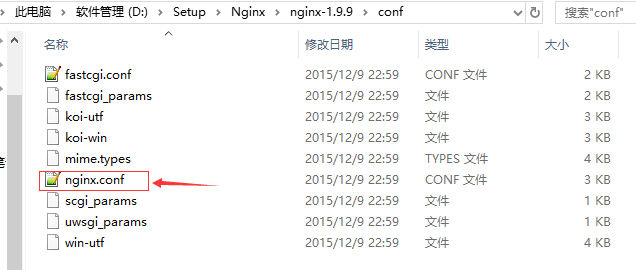 此电脑 › 软件管理 (D:) › Setup › Nginx › nginx-1.9.9 › conf 搜索"conf"
名称 修改日期 类型 大小
fastcgi.conf 2015/12/9 22:59 CONF 文件 2 KB
fastcgi_params 2015/12/9 22:59 文件 2 KB
koi-utf 2015/12/9 22:59 文件 3 KB
koi-win 2015/12/9 22:59 文件 3 KB
mime.types 2015/12/9 22:59 TYPES 文件 4 KB
nginx.conf 2015/12/9 22:59 CONF 文件 3 KB
scgi_params 2015/12/9 22:59 文件 1 KB
uwsgi_params 2015/12/9 22:59 文件 1 KB
win-utf 2015/12/9 22:59 文件 4 KB